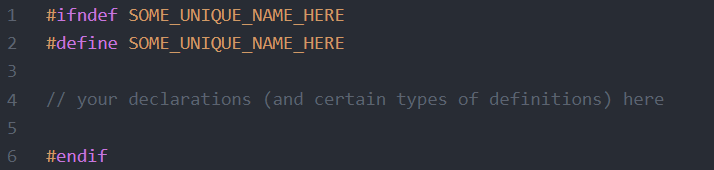 1 #ifndef SOME_UNIQUE_NAME_HERE
2 #define SOME_UNIQUE_NAME_HERE
3
4 // your declarations (and certain types of definitions) here
5
6 #endif